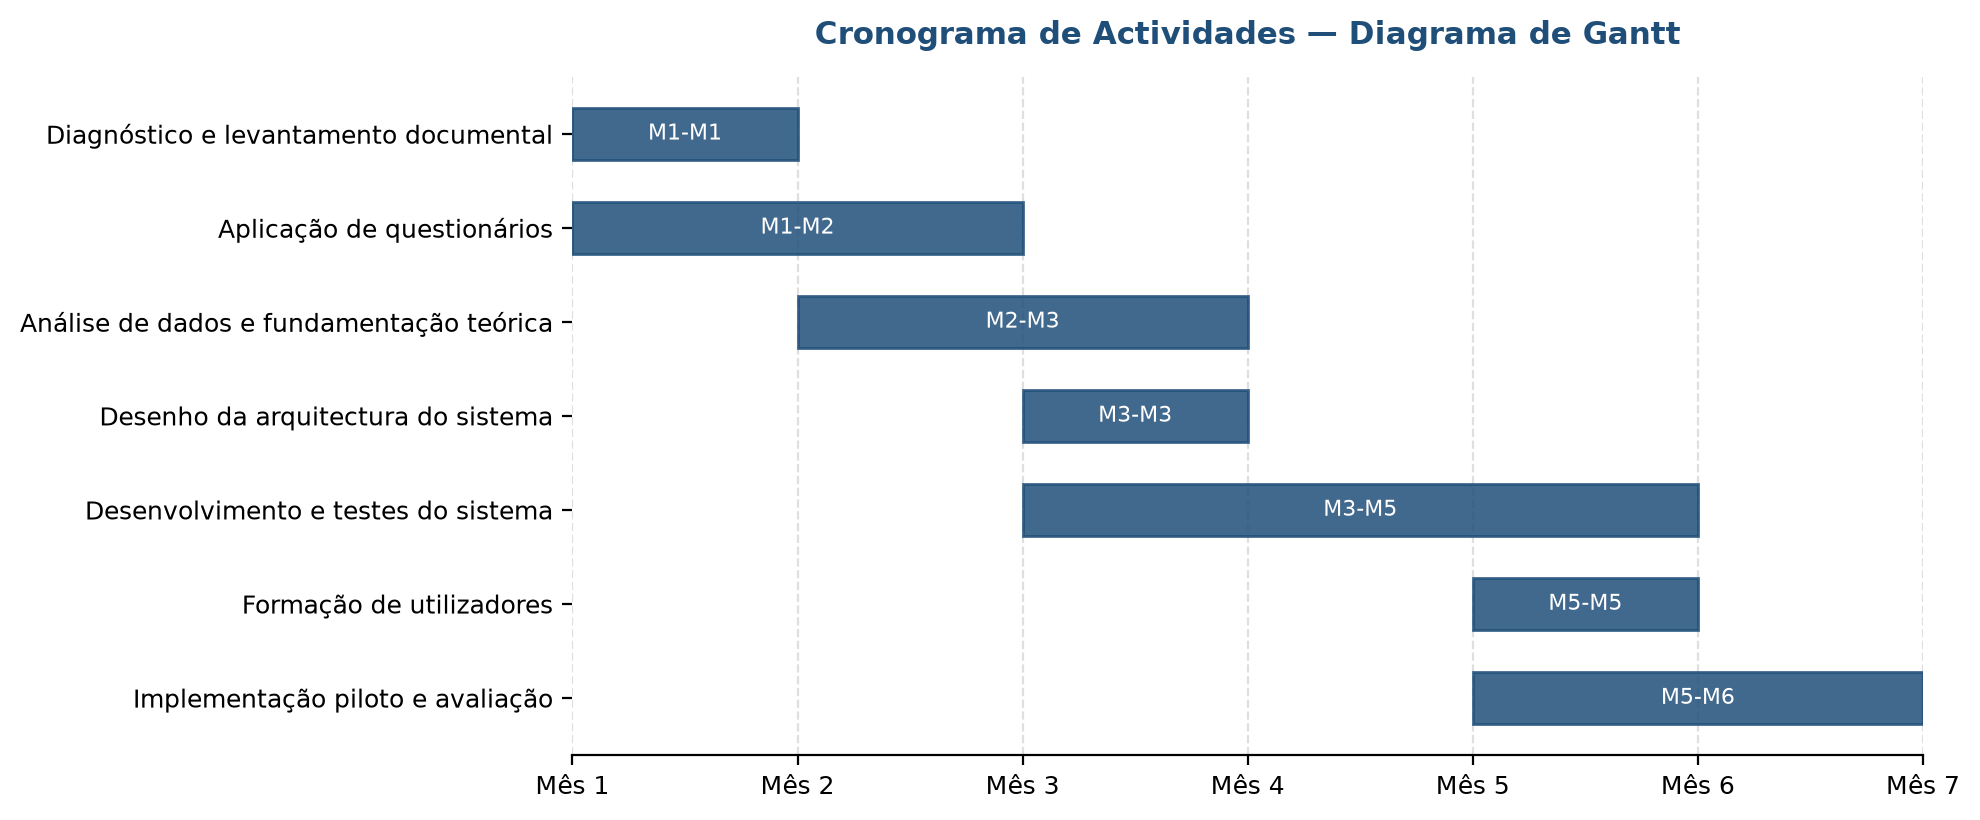 Cronograma de Actividades — Diagrama de Gantt
Diagnóstico e levantamento documental
M1-M1
Aplicação de questionários
M1-M2
Análise de dados e fundamentação teórica
M2-M3
Desenho da arquitectura do sistema
M3-M3
Desenvolvimento e testes do sistema
M3-M5
Formação de utilizadores
M5-M5
Implementação piloto e avaliação
M5-M6
Mês 1 Mês 2 Mês 3 Mês 4 Mês 5 Mês 6 Mês 7